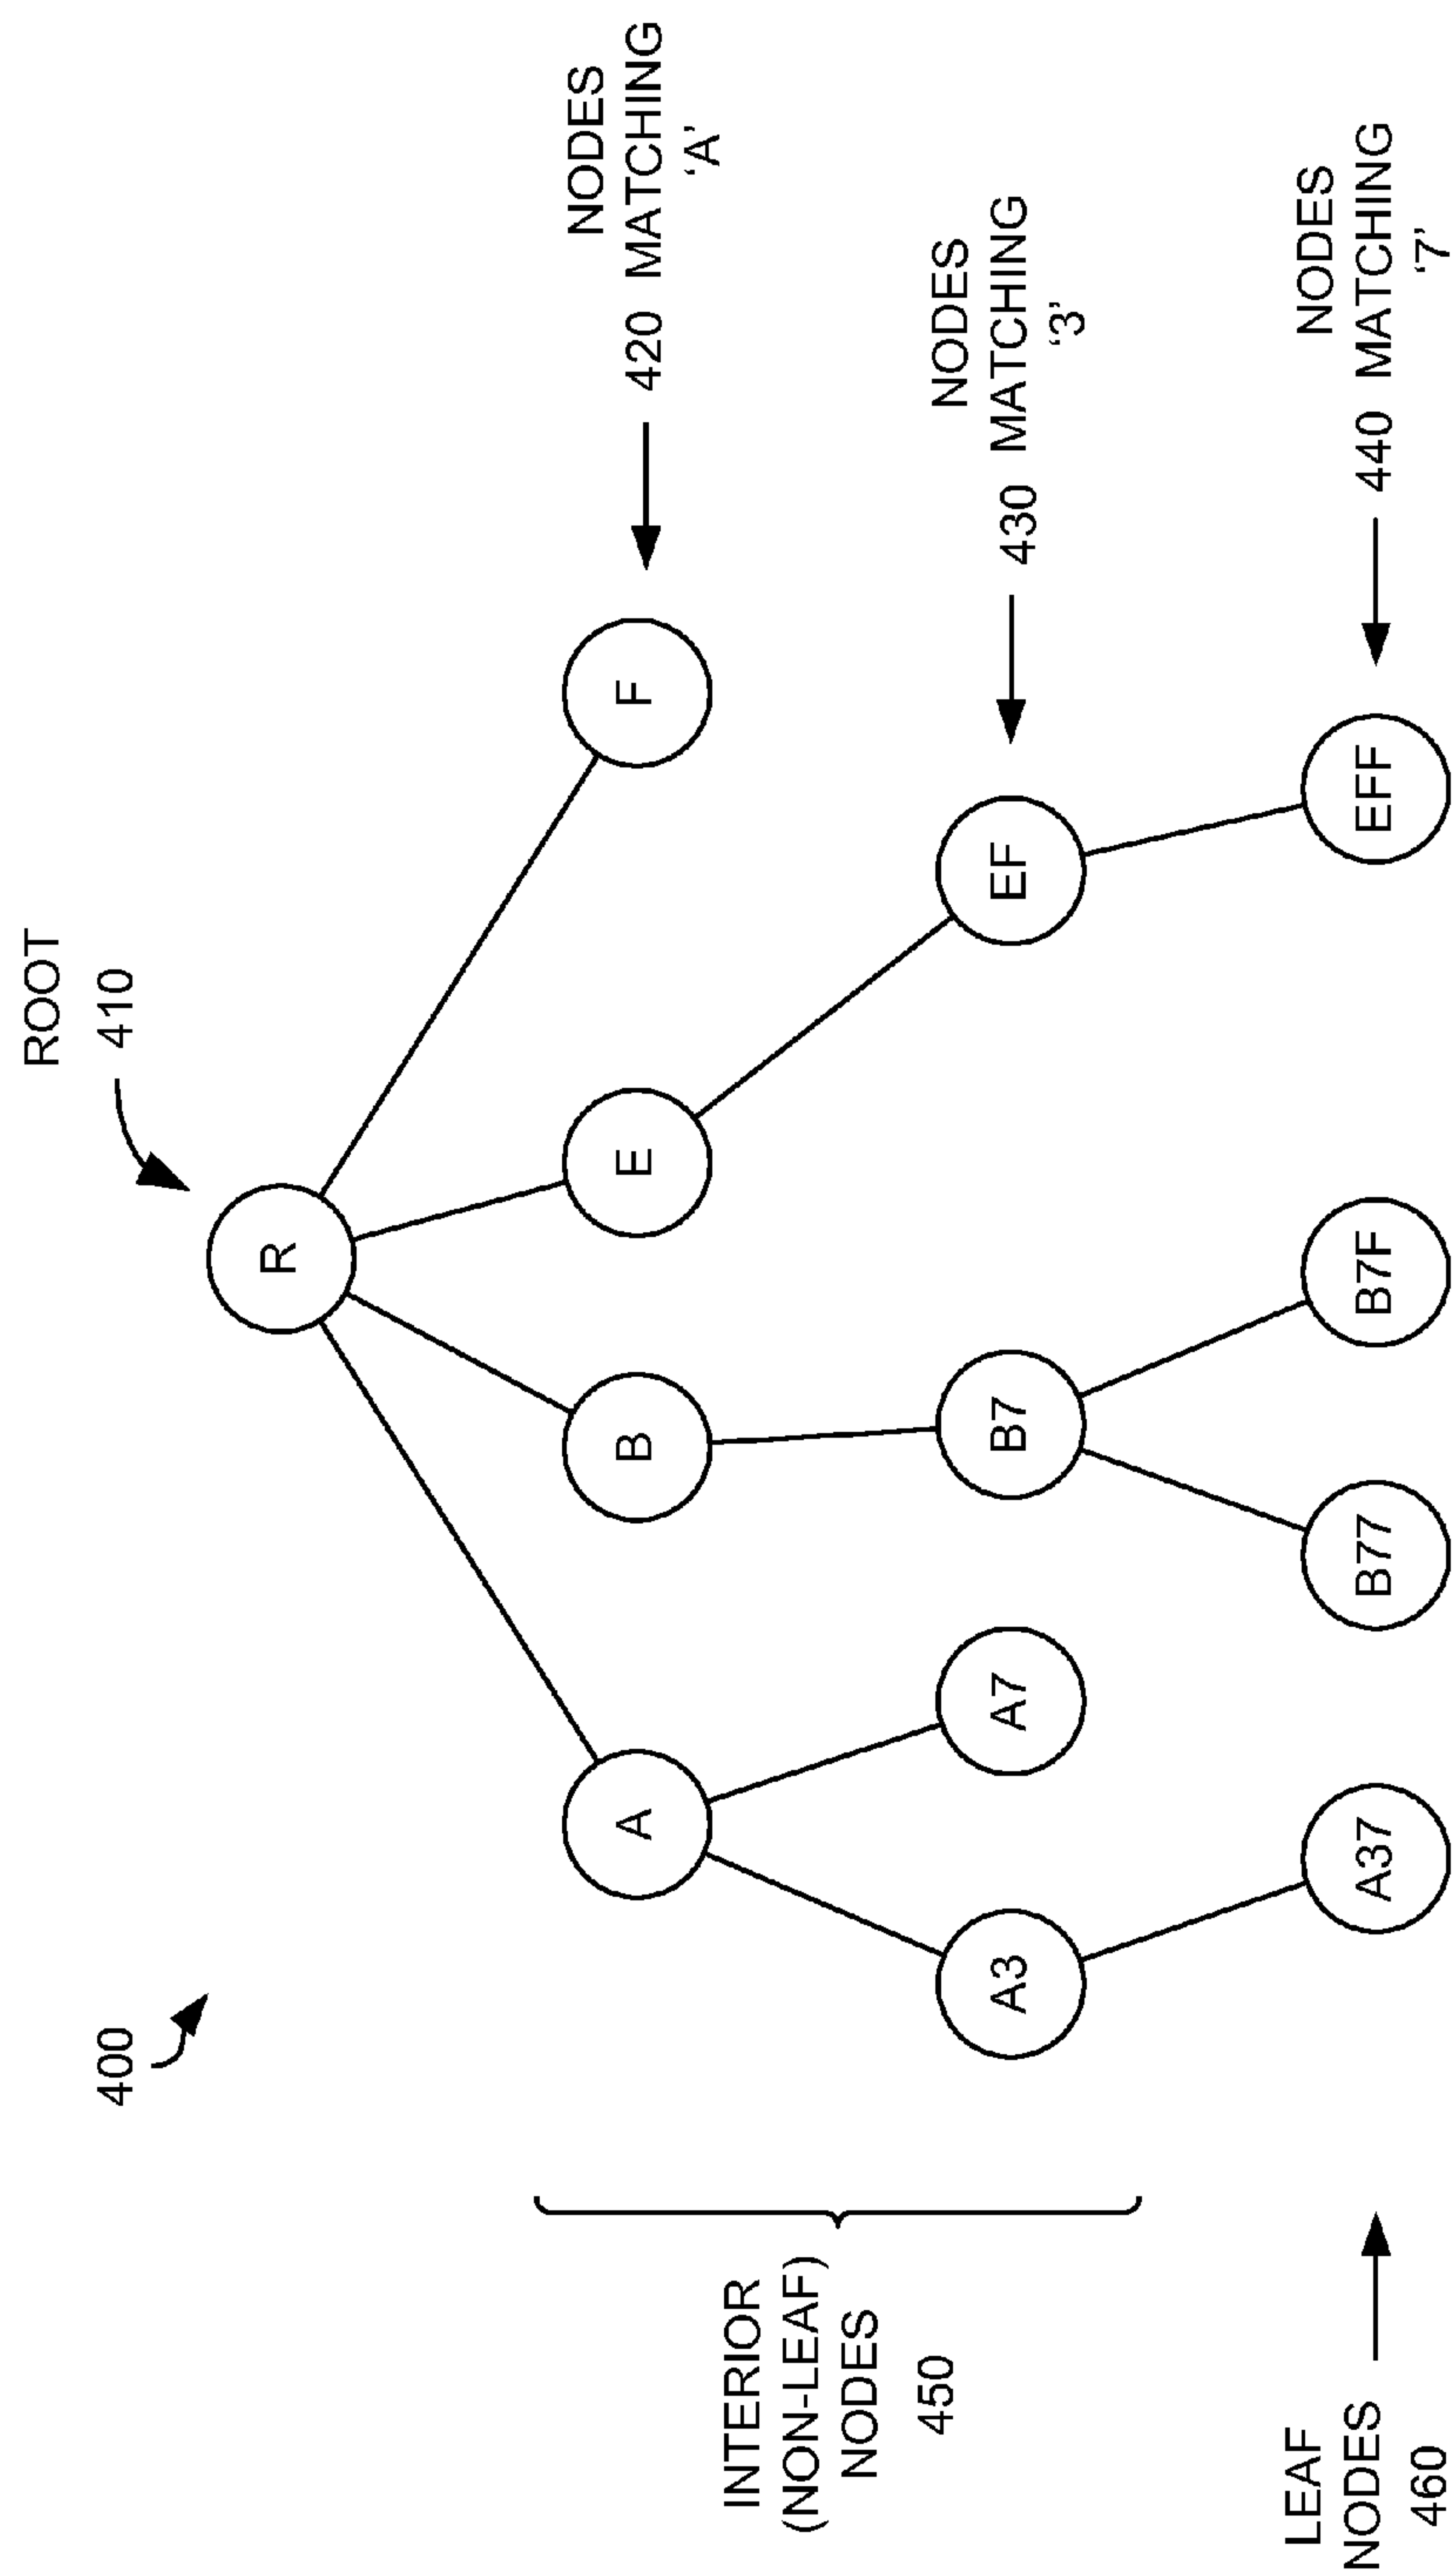 400
ROOT
410
R
A
B
E
F
NODES
420 MATCHING
‘A’
INTERIOR
(NON-LEAF)
NODES
450
A3
A7
B7
EF
NODES
430 MATCHING
‘3’
LEAF
NODES
460
A37
B77
B7F
EFF
NODES
440 MATCHING
‘7’